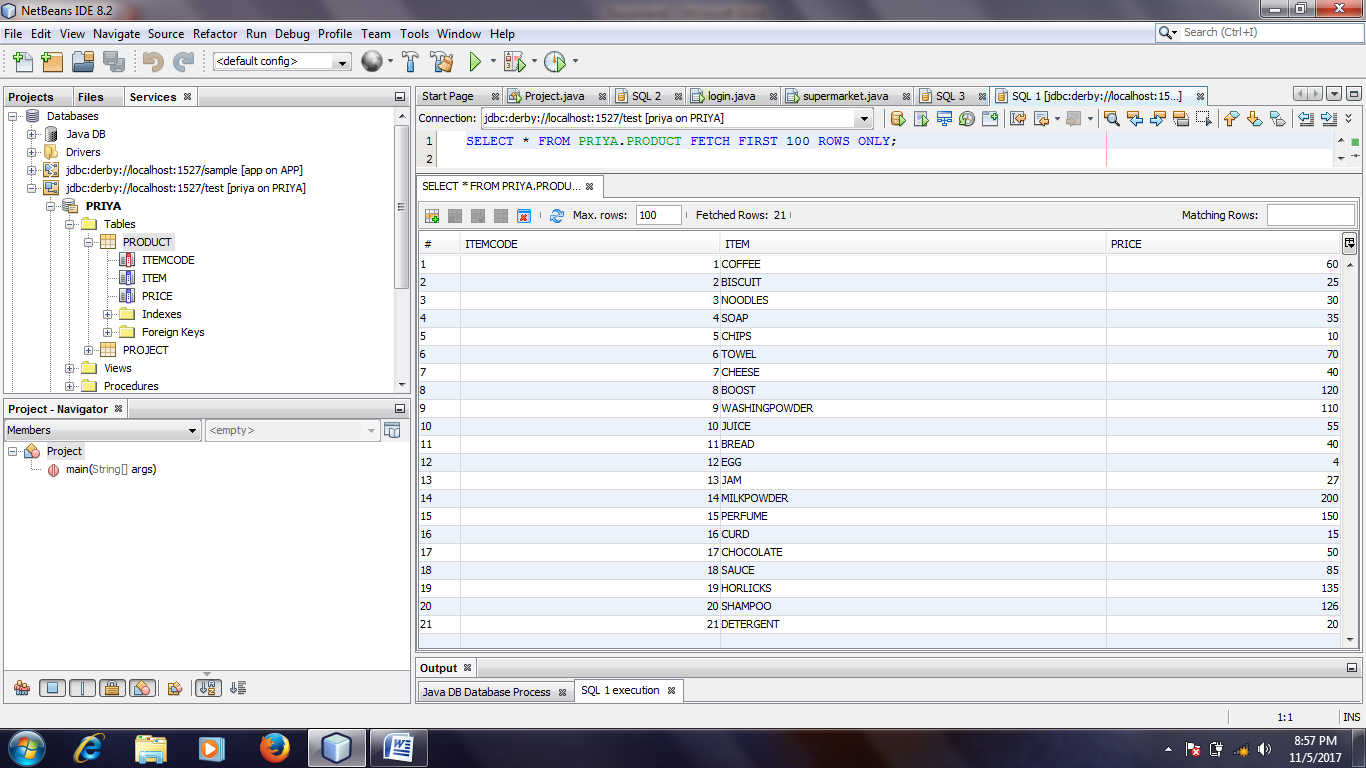 NetBeans IDE 8.2
File Edit View Navigate Source Refactor Run Debug Profile Team Tools Window Help
Search (Ctrl+I)
<default config>
Projects Files Services
Databases
Java DB
Drivers
jdbc:derby://localhost:1527/sample [app on APP]
jdbc:derby://localhost:1527/test [priya on PRIYA]
PRIYA
Tables
PRODUCT
ITEMCODE
ITEM
PRICE
Indexes
Foreign Keys
PROJECT
Views
Procedures
Project - Navigator
Members <empty>
Project
main(String[] args)
Start Page Project.java SQL 2 login.java supermarket.java SQL 3 SQL 1 [jdbc:derby://localhost:15...]
Connection: jdbc:derby://localhost:1527/test [priya on PRIYA]
1 SELECT * FROM PRIYA.PRODUCT FETCH FIRST 100 ROWS ONLY;
2
SELECT * FROM PRIYA.PRODU...
Max. rows: 100 Fetched Rows: 21 Matching Rows:
# ITEMCODE ITEM PRICE
1 1 COFFEE 60
2 2 BISCUIT 25
3 3 NOODLES 30
4 4 SOAP 35
5 5 CHIPS 10
6 6 TOWEL 70
7 7 CHEESE 40
8 8 BOOST 120
9 9 WASHINGPOWDER 110
10 10 JUICE 55
11 11 BREAD 40
12 12 EGG 4
13 13 JAM 27
14 14 MILKPOWDER 200
15 15 PERFUME 150
16 16 CURD 15
17 17 CHOCOLATE 50
18 18 SAUCE 85
19 19 HORLICKS 135
20 20 SHAMPOO 126
21 21 DETERGENT 20
Output
Java DB Database Process SQL 1 execution
1:1 INS
8:57 PM
11/5/2017